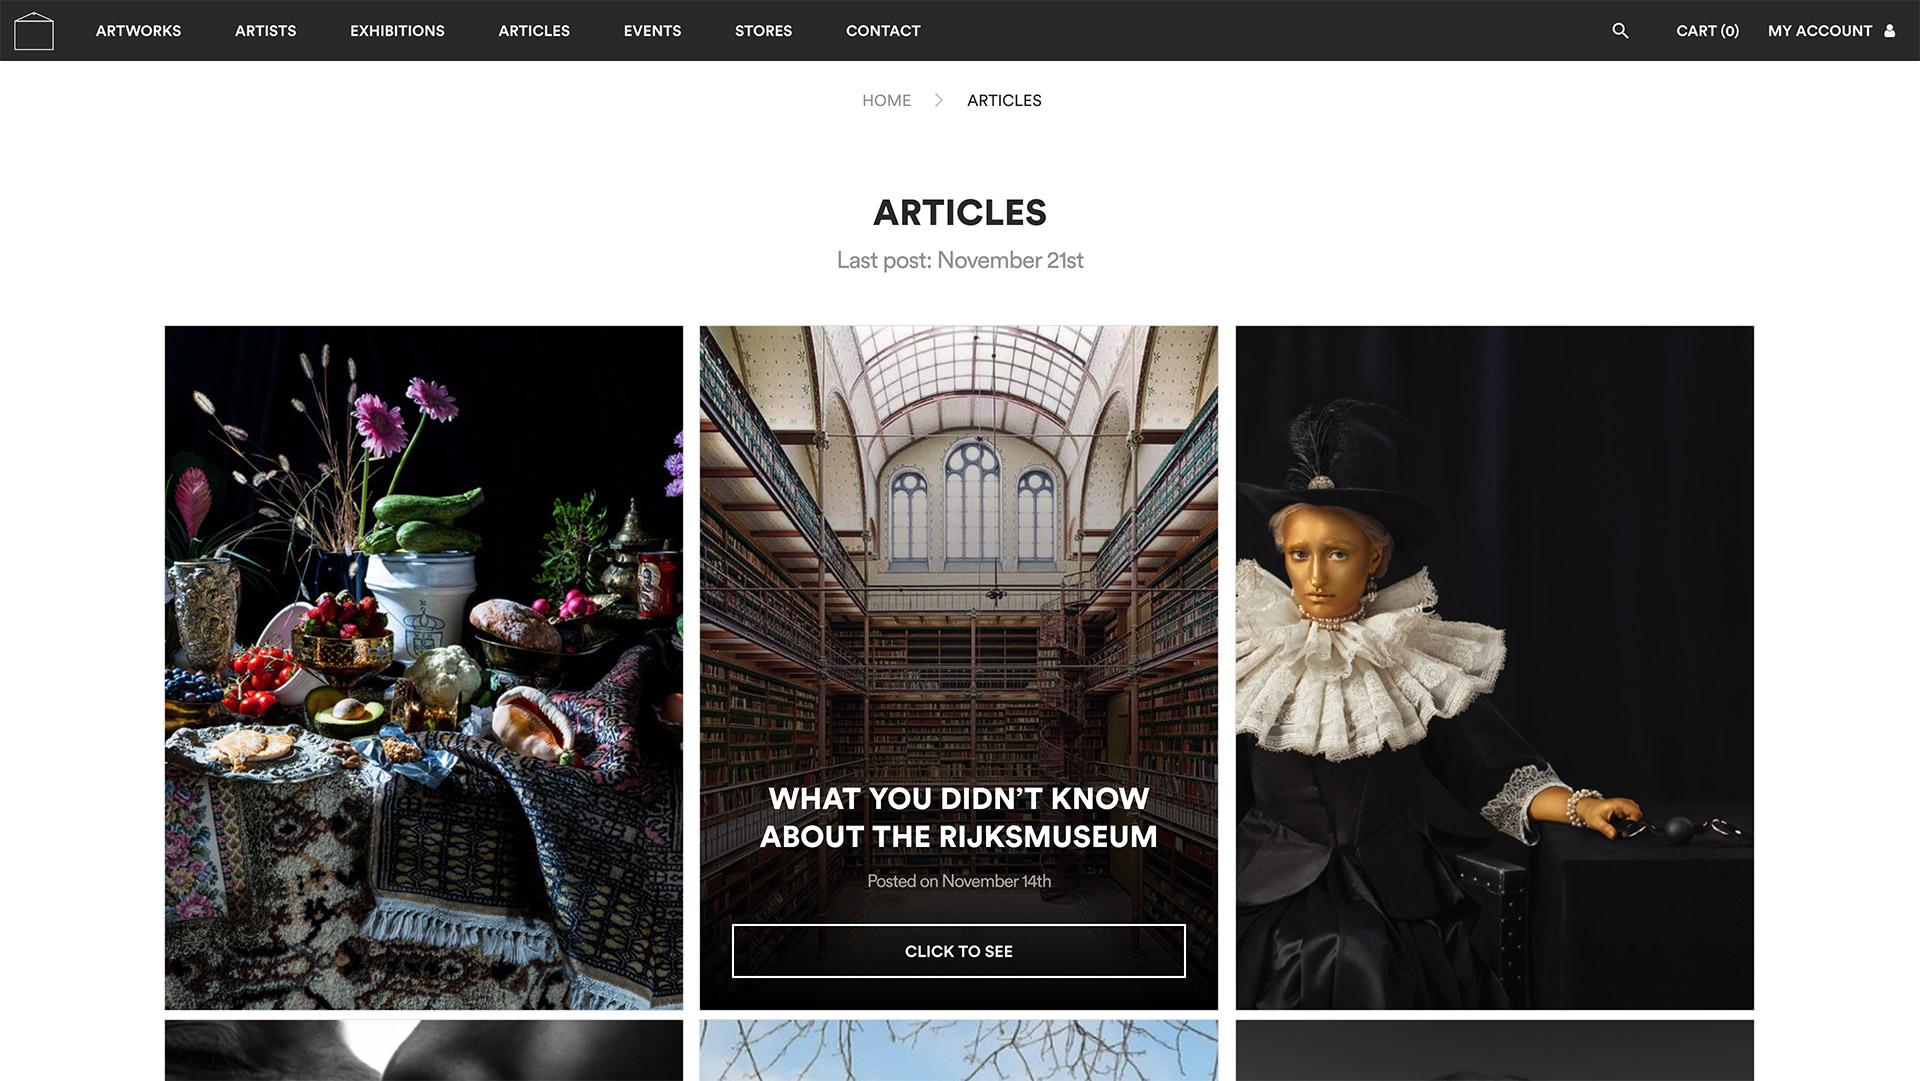 ARTWORKS ARTISTS EXHIBITIONS ARTICLES EVENTS STORES CONTACT CART (0) MY ACCOUNT
HOME ARTICLES
ARTICLES
Last post: November 21st
WHAT YOU DIDN’T KNOW
ABOUT THE RIJKSMUSEUM
Posted on November 14th
CLICK TO SEE